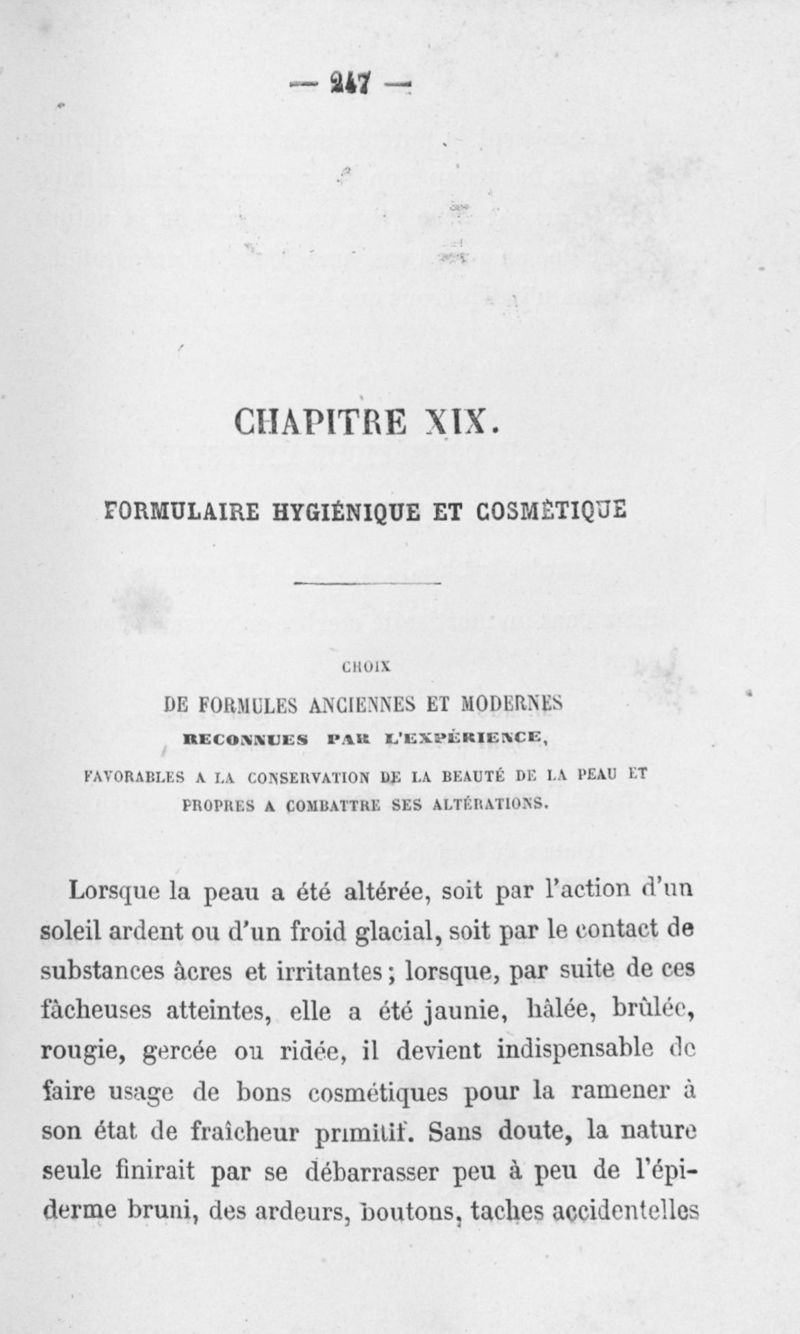 — 247 —
CHAPITRE XIX.
FORMULAIRE HYGIÉNIQUE ET COSMÉTIQUE
CHOIX
DE FORMULES ANCIENNES ET MODERNES
RECONNUES PAR L'EXPÉRIENCE,
FAVORABLES A LA CONSERVATION DE LA BEAUTÉ DE LA PEAU ET
PROPRES A COMBATTRE SES ALTÉRATIONS.
Lorsque la peau a été altérée, soit par l'action d'un
soleil ardent ou d'un froid glacial, soit par le contact de
substances âcres et irritantes ; lorsque, par suite de ces
fâcheuses atteintes, elle a été jaunie, hâlée, brûlée,
rougie, gercée ou ridée, il devient indispensable de
faire usage de bons cosmétiques pour la ramener à
son état de fraîcheur primitif. Sans doute, la nature
seule finirait par se débarrasser peu à peu de l'épi-
derme bruni, des ardeurs, boutons, taches accidentelles